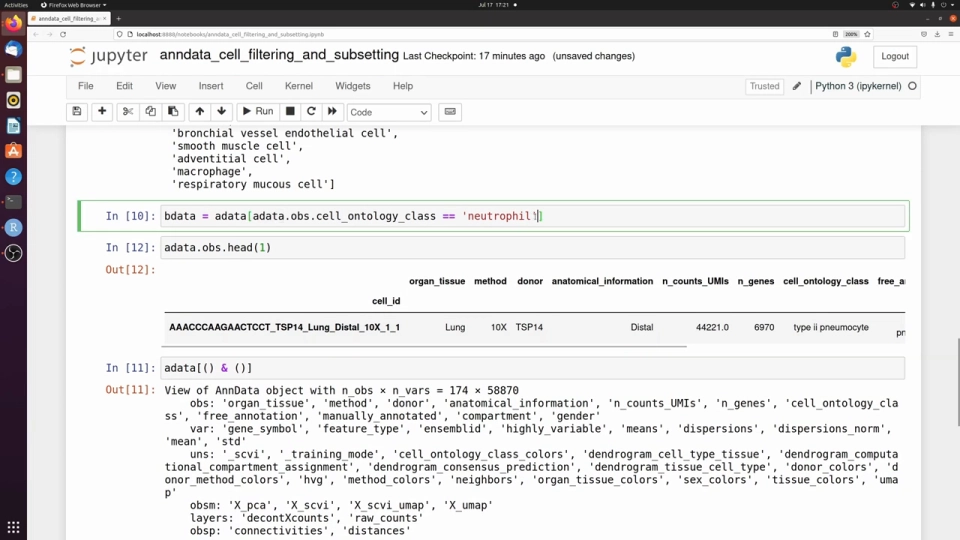 Activities
Firefox Web Browser
Jul 17 17:21
anndata_cell_filtering_a
localhost:8888/notebooks/anndata_cell_filtering_and_subsetting.ipynb
200%
jupyter anndata_cell_filtering_and_subsetting Last Checkpoint: 17 minutes ago (unsaved changes)
Logout
File Edit View Insert Cell Kernel Widgets Help
Trusted Python 3 (ipykernel)
Run Code
'bronchial vessel endothelial cell',
'smooth muscle cell',
'adventitial cell',
'macrophage',
'respiratory mucous cell']
In [10]: bdata = adata[adata.obs.cell_ontology_class == 'neutrophil']
In [12]: adata.obs.head(1)
Out[12]:
organ_tissue method donor anatomical_information n_counts_UMIs n_genes cell_ontology_class free_a
cell_id
AAACCCAAGAACTCCT_TSP14_Lung_Distal_10X_1_1 Lung 10X TSP14 Distal 44221.0 6970 type ii pneumocyte
In [11]: adata[() & ()]
Out[11]: View of AnnData object with n_obs × n_vars = 174 × 58870
obs: 'organ_tissue', 'method', 'donor', 'anatomical_information', 'n_counts_UMIs', 'n_genes', 'cell_ontology_cla
ss', 'free_annotation', 'manually_annotated', 'compartment', 'gender'
var: 'gene_symbol', 'feature_type', 'ensemblid', 'highly_variable', 'means', 'dispersions', 'dispersions_norm',
'mean', 'std'
uns: '_scvi', '_training_mode', 'cell_ontology_class_colors', 'dendrogram_cell_type_tissue', 'dendrogram_computa
tional_compartment_assignment', 'dendrogram_consensus_prediction', 'dendrogram_tissue_cell_type', 'donor_colors', 'd
onor_method_colors', 'hvg', 'method_colors', 'neighbors', 'organ_tissue_colors', 'sex_colors', 'tissue_colors', 'uma
p'
obsm: 'X_pca', 'X_scvi', 'X_scvi_umap', 'X_umap'
layers: 'decontXcounts', 'raw_counts'
obsp: 'connectivities', 'distances'